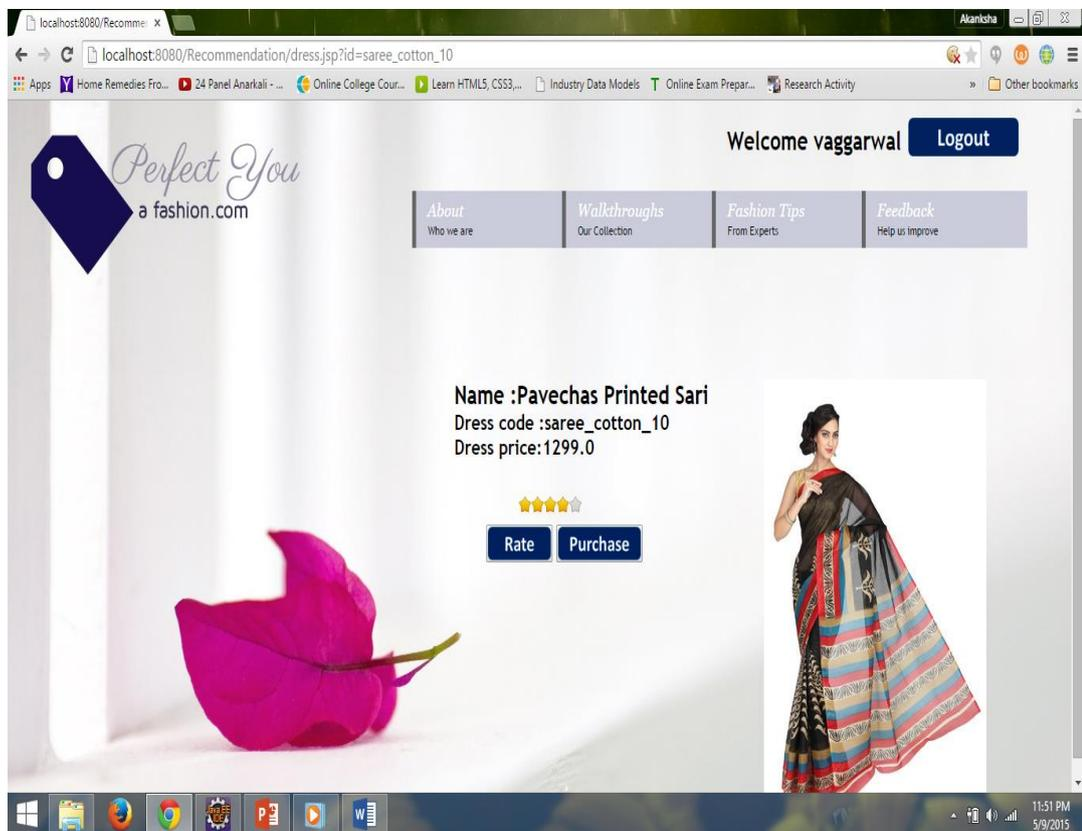 localhost:8080/Recomme
Akanksha
localhost:8080/Recommendation/dress.jsp?id=saree_cotton_10
Apps
Home Remedies Fro...
24 Panel Anarkali - ...
Online College Cour...
Learn HTML5, CSS3,...
Industry Data Models
Online Exam Prepar...
Research Activity
»
Other bookmarks
Perfect You
a fashion.com
Welcome vaggarwal
Logout
About
Who we are
Walkthroughs
Our Collection
Fashion Tips
From Experts
Feedback
Help us improve
Name :Pavechas Printed Sari
Dress code :saree_cotton_10
Dress price:1299.0
Rate
Purchase
Java EE
IDE
11:51 PM
5/9/2015